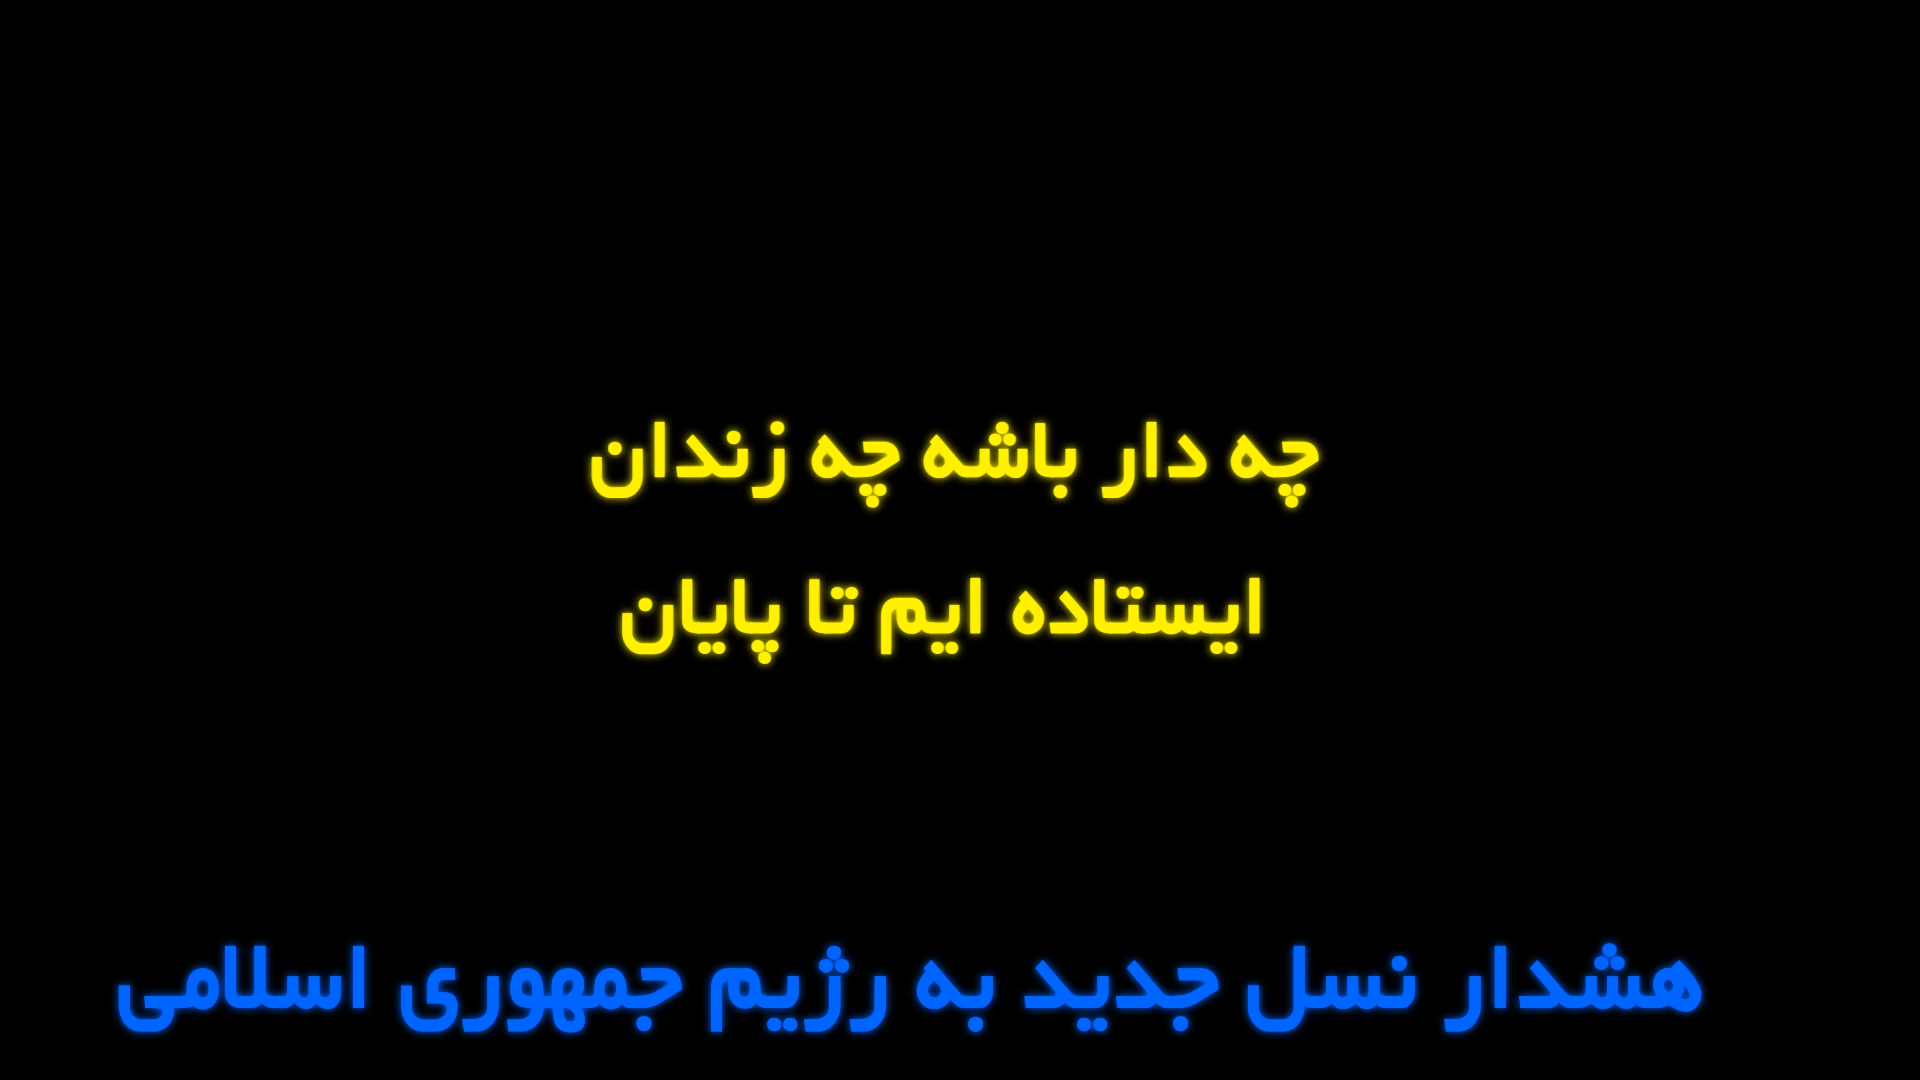 چه دار باشه چه زندان
ایستاده ایم تا پایان
هشدار نسل جدید به رژیم جمهوری اسلامی